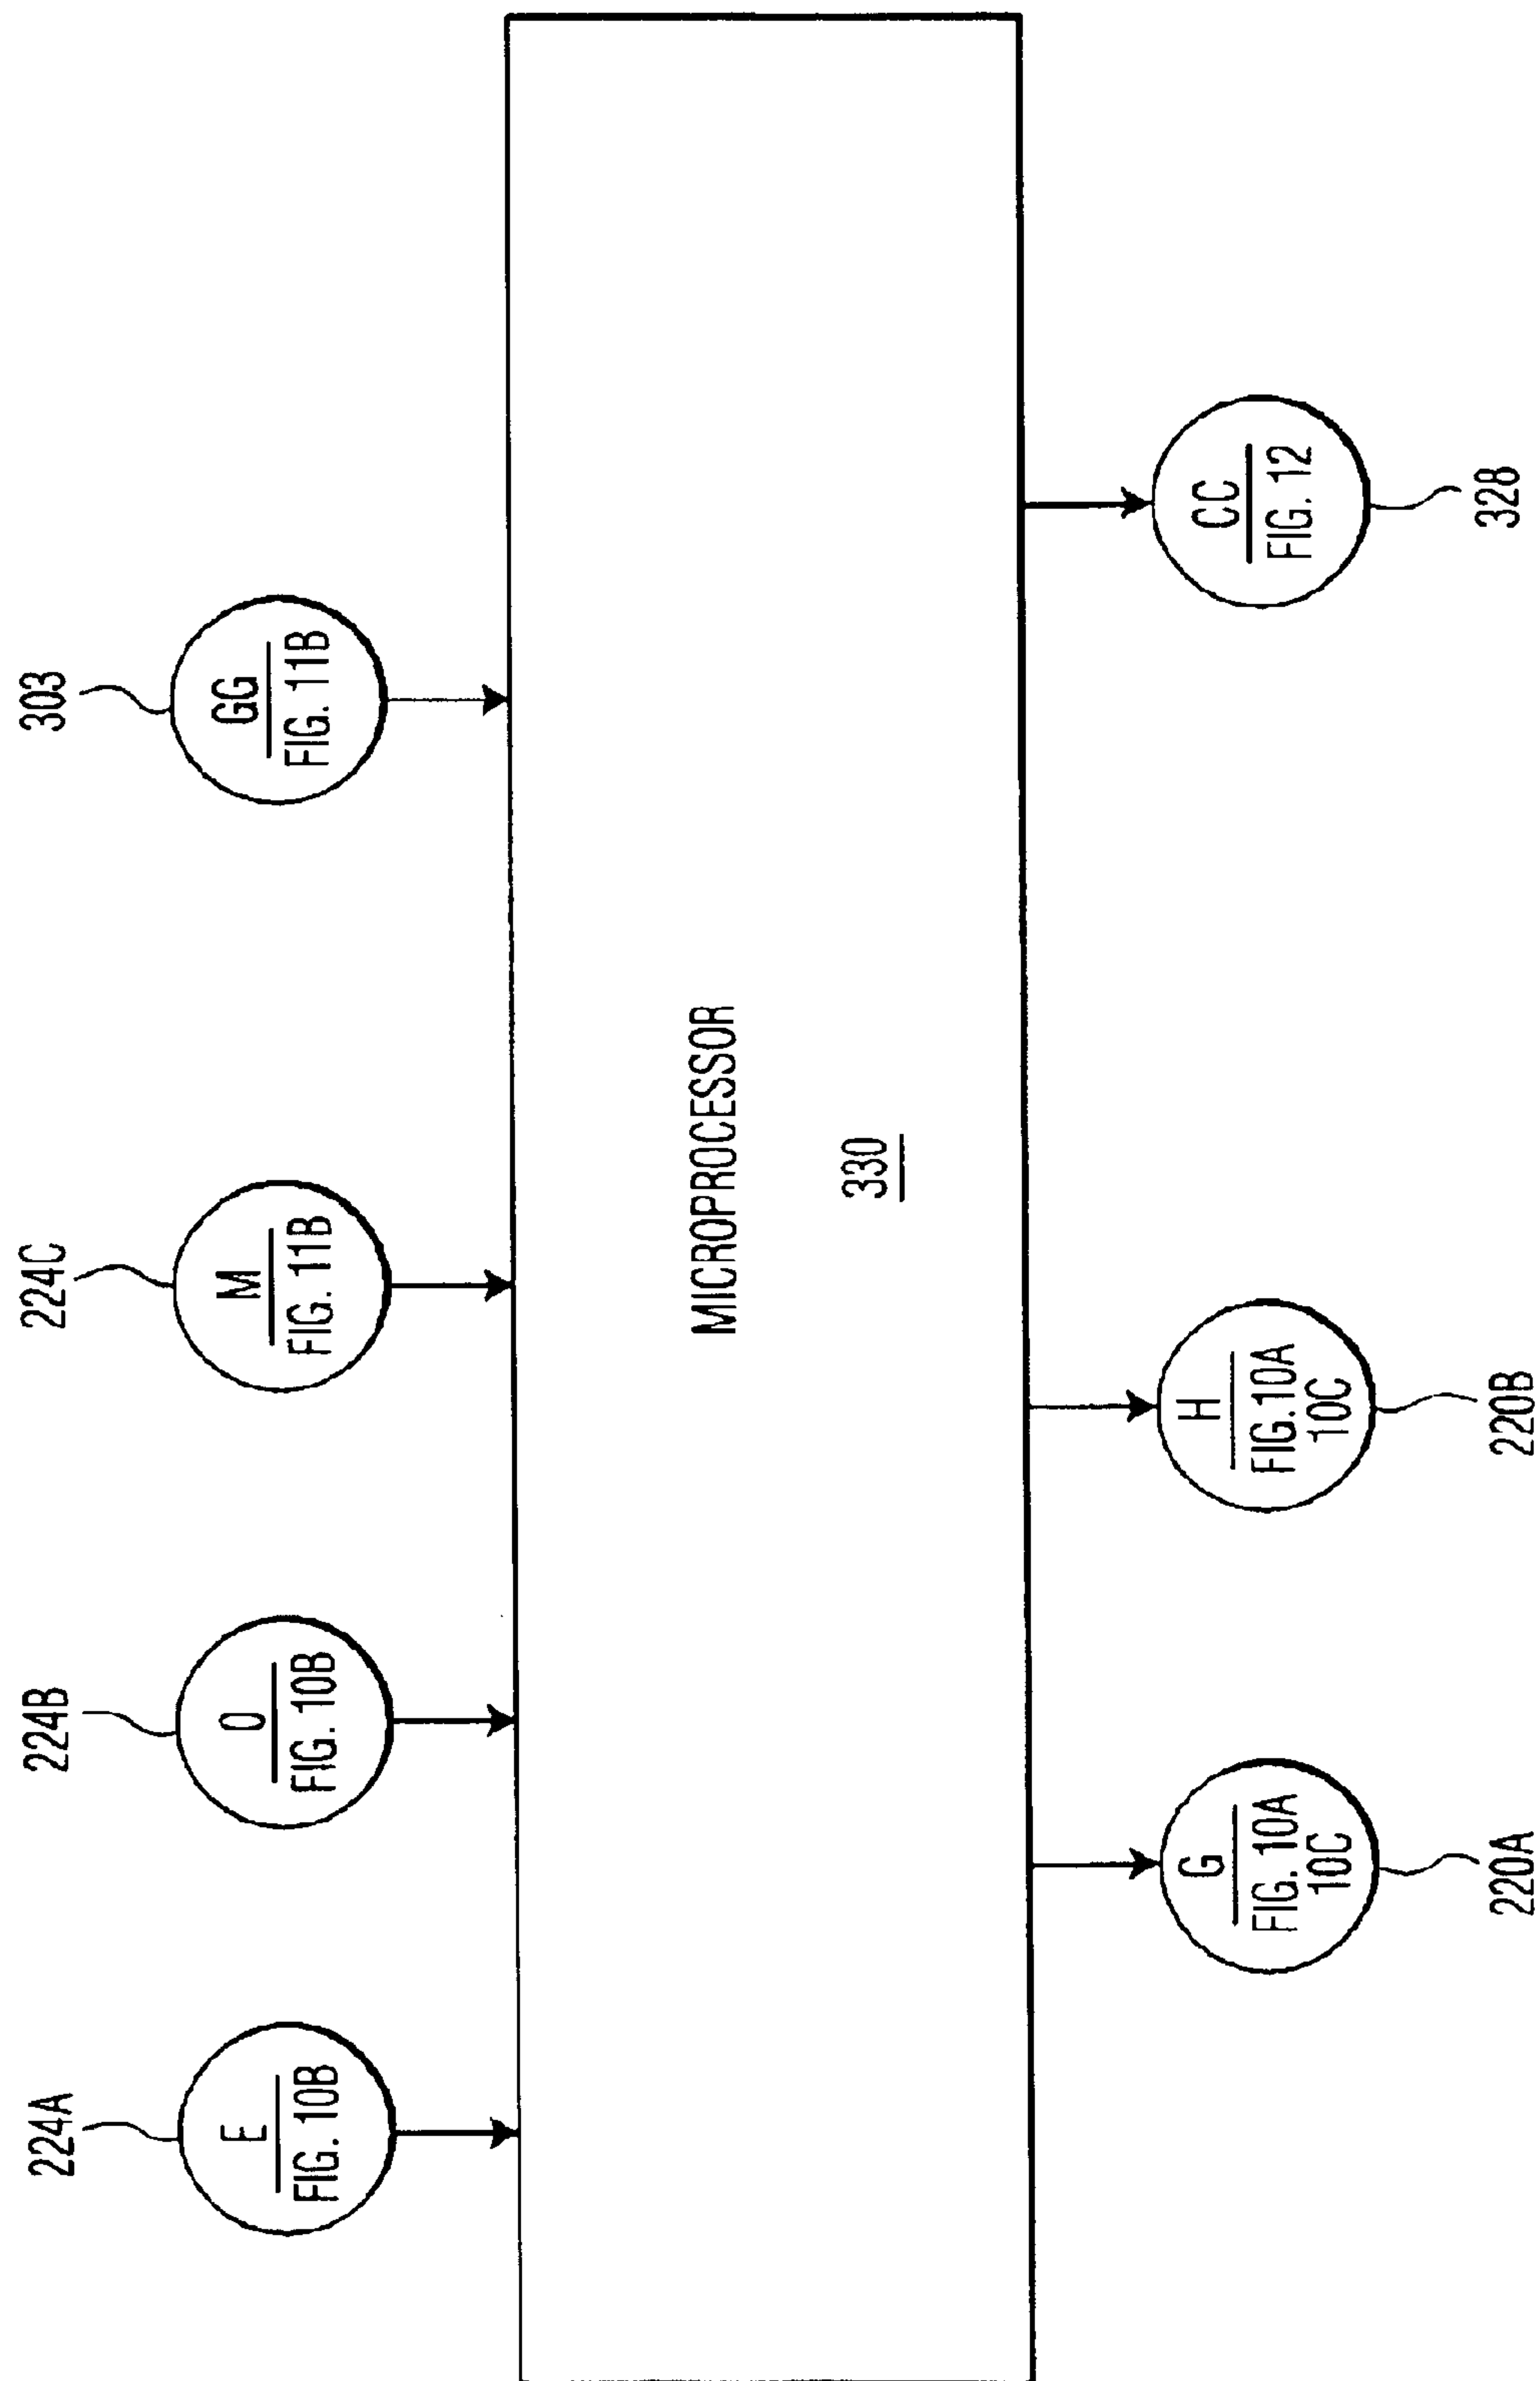 224A
224B
224C
303
E
FIG. 10B
O
FIG. 10B
M
FIG. 11B
GG
FIG. 11B
MICROPROCESSOR
330
G
FIG. 10A
10C
H
FIG.10A
10C
CC
FIG. 12
220A
220B
328